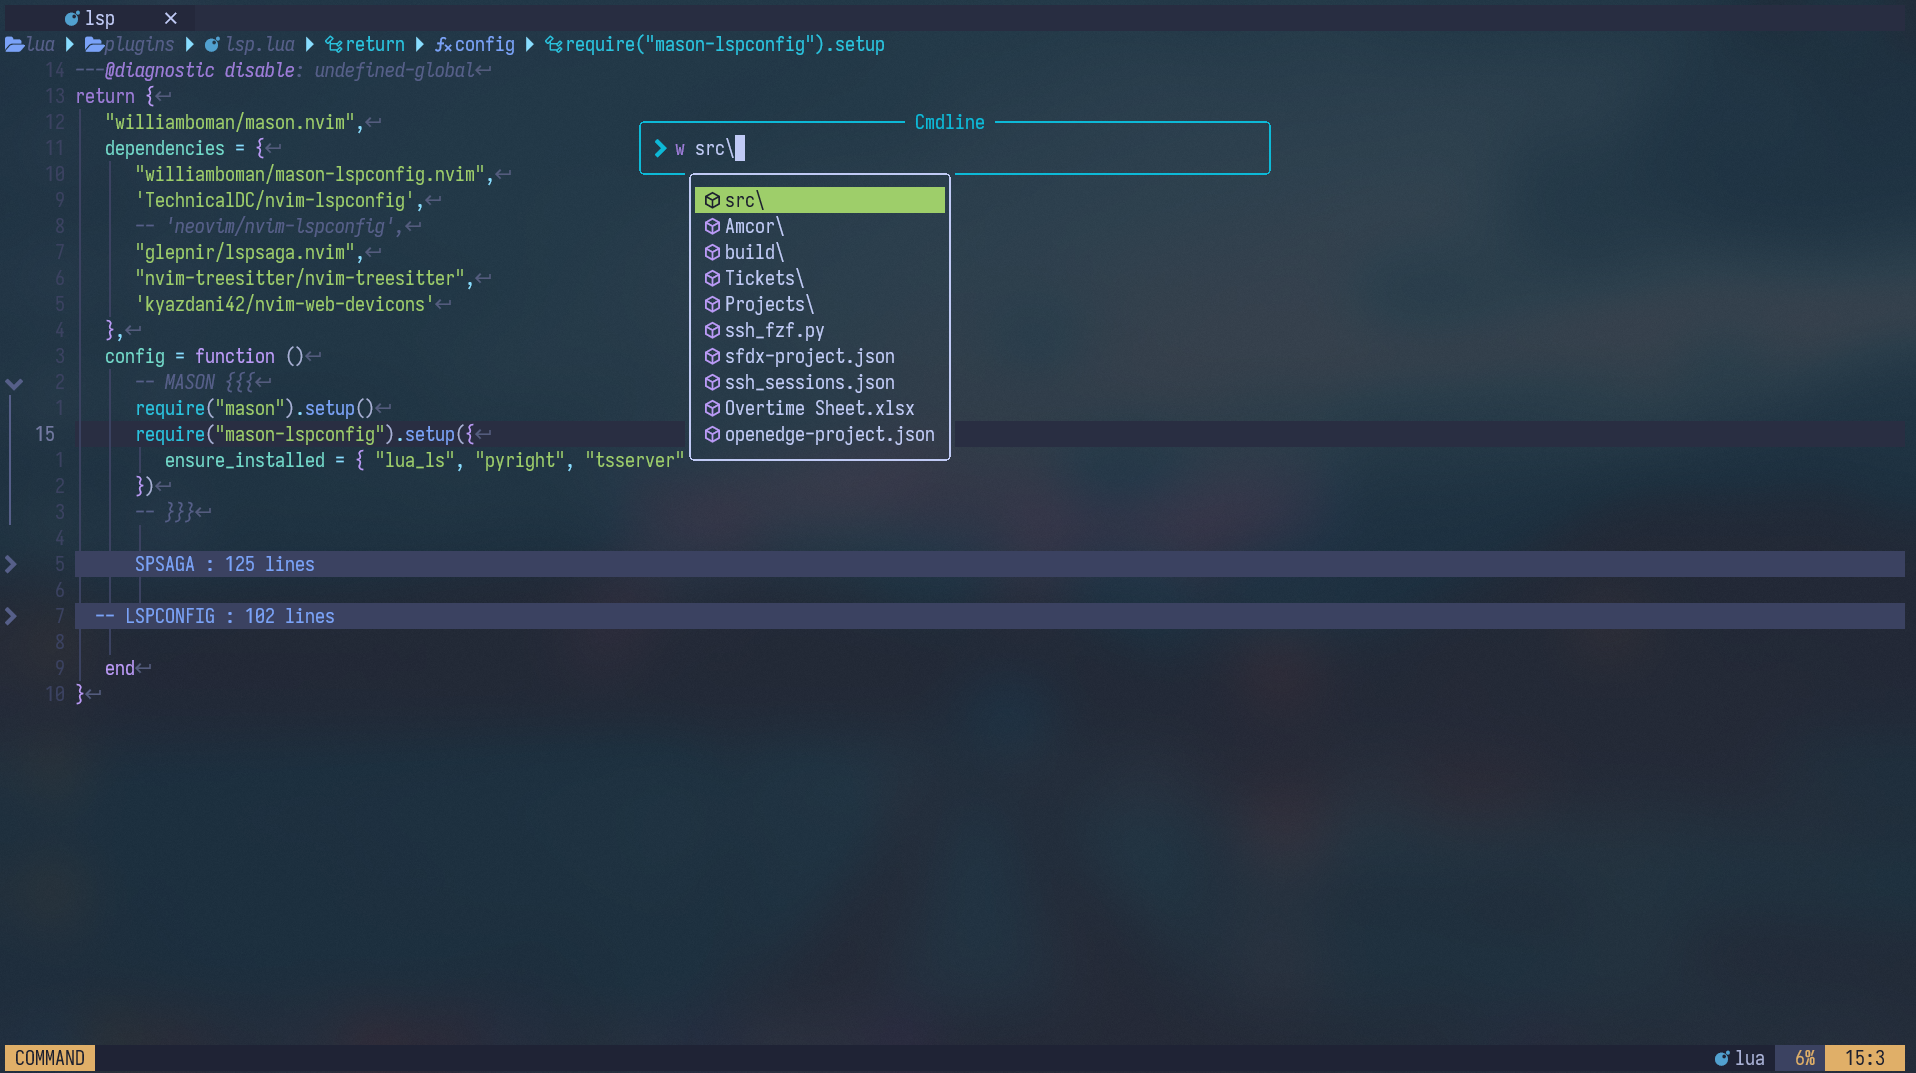 lsp
lua plugins lsp.lua return config require("mason-lspconfig").setup
14 ---@diagnostic disable: undefined-global
13 return {
12 "williamboman/mason.nvim",
11 dependencies = {
10 "williamboman/mason-lspconfig.nvim",
9 'TechnicalDC/nvim-lspconfig',
8 -- 'neovim/nvim-lspconfig',
7 "glepnir/lspsaga.nvim",
6 "nvim-treesitter/nvim-treesitter",
5 'kyazdani42/nvim-web-devicons'
4 },
3 config = function ()
2 -- MASON {{{
1 require("mason").setup()
15 require("mason-lspconfig").setup({
1 ensure_installed = { "lua_ls", "pyright", "tsserver"
2 })
3 -- }}}
4
5 SPSAGA : 125 lines
6
7 -- LSPCONFIG : 102 lines
8
9 end
10 }
Cmdline
w src\
src\
Amcor\
build\
Tickets\
Projects\
ssh_fzf.py
sfdx-project.json
ssh_sessions.json
Overtime Sheet.xlsx
openedge-project.json
COMMAND
lua 6% 15:3